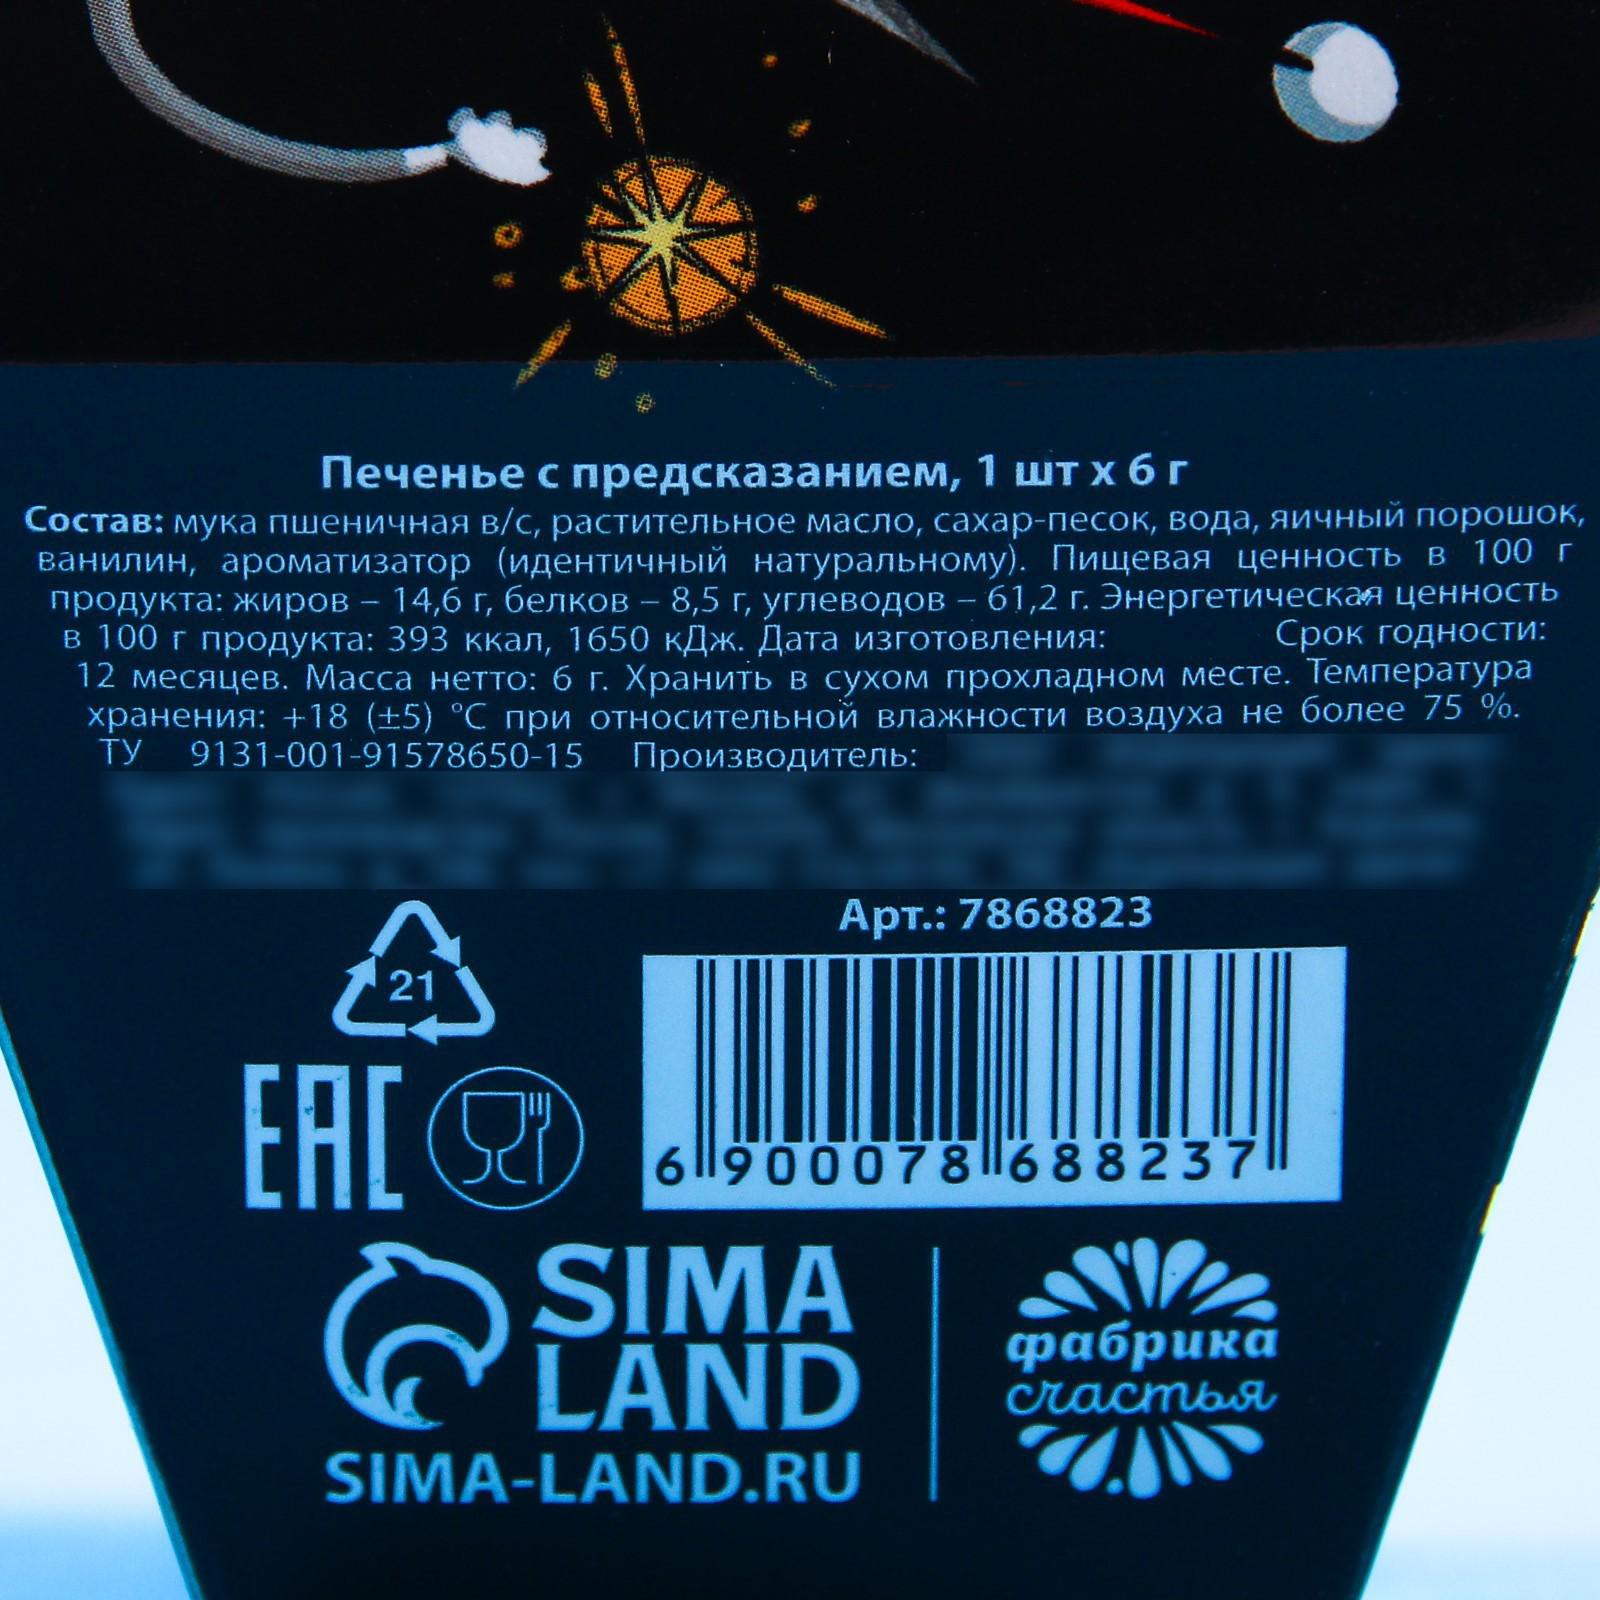 Печенье с предсказанием, 1 шт х 6 г
Состав: мука пшеничная в/с, растительное масло, сахар-песок, вода, яичный порошок,
ванилин, ароматизатор (идентичный натуральному). Пищевая ценность в 100 г
продукта: жиров – 14,6 г, белков – 8,5 г, углеводов – 61,2 г. Энергетическая ценность
в 100 г продукта: 393 ккал, 1650 кДж. Дата изготовления: Срок годности:
12 месяцев. Масса нетто: 6 г. Хранить в сухом прохладном месте. Температура
хранения: +18 (±5) °С при относительной влажности воздуха не более 75 %.
ТУ 9131-001-91578650-15 Производитель:
Арт.: 7868823
21
EAC
6 900078 688237
SIMA
LAND
SIMA-LAND.RU
фабрика
счастья